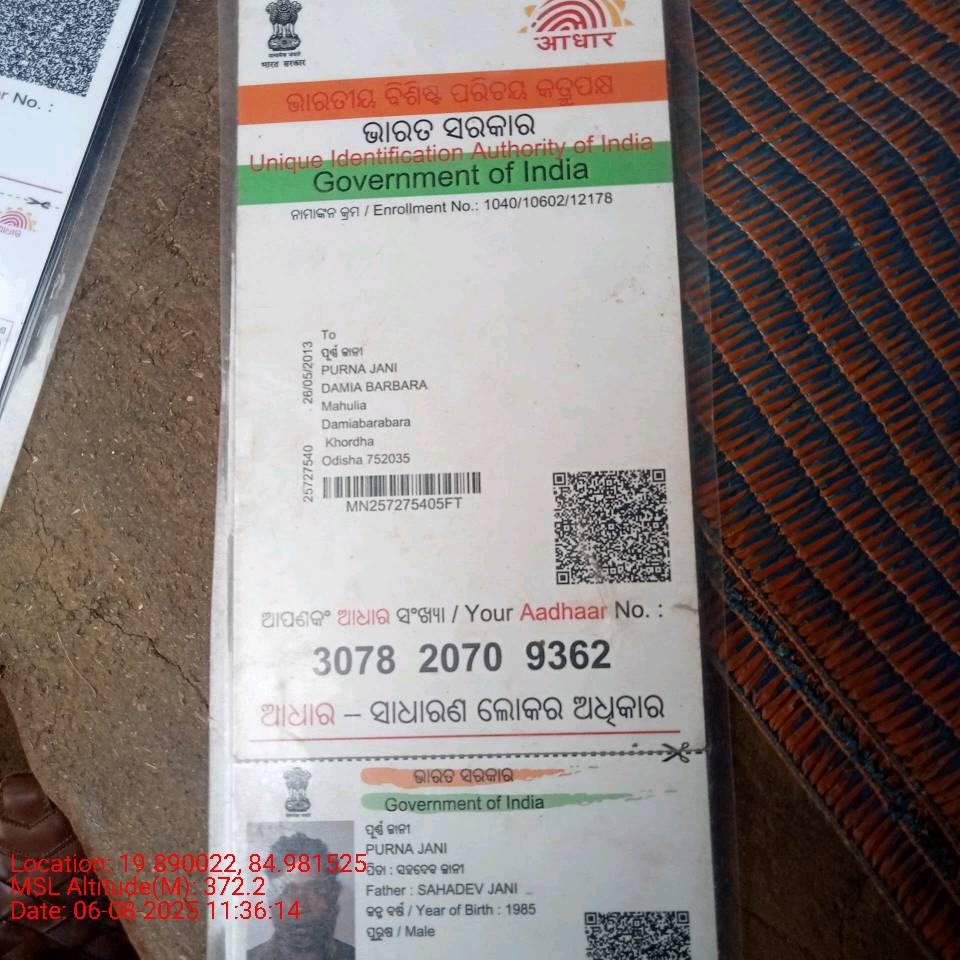 r No. :
भारत सरकार
आधार
ଭାରତୀୟ ବିଶିଷ୍ଟ ପରିଚୟ କର୍ତ୍ତୃପକ୍ଷ
ଭାରତ ସରକାର
Unique Identification Authority of India
Government of India
ନାମାଙ୍କନ କ୍ରମ / Enrollment No.: 1040/10602/12178
26/05/2013
25727540
To
ପୂର୍ଣ୍ଣ ଜାନୀ
PURNA JANI
DAMIA BARBARA
Mahulia
Damiabarabara
Khordha
Odisha 752035
MN257275405FT
ଆପଣଙ୍କ ଆଧାର ସଂଖ୍ୟା / Your Aadhaar No. :
3078 2070 9362
ଆଧାର – ସାଧାରଣ ଲୋକର ଅଧିକାର
ଭାରତ ସରକାର
Government of India
ପୂର୍ଣ୍ଣ ଜାନୀ
PURNA JANI
ପିତା : ସହଦେବ ଜାନୀ
Father : SAHADEV JANI
ଜନ୍ମ ବର୍ଷ / Year of Birth : 1985
ପୁରୁଷ / Male
Location: 19.890022, 84.981525
MSL Altitude(M): 372.2
Date: 06-08-2025 11:36:14